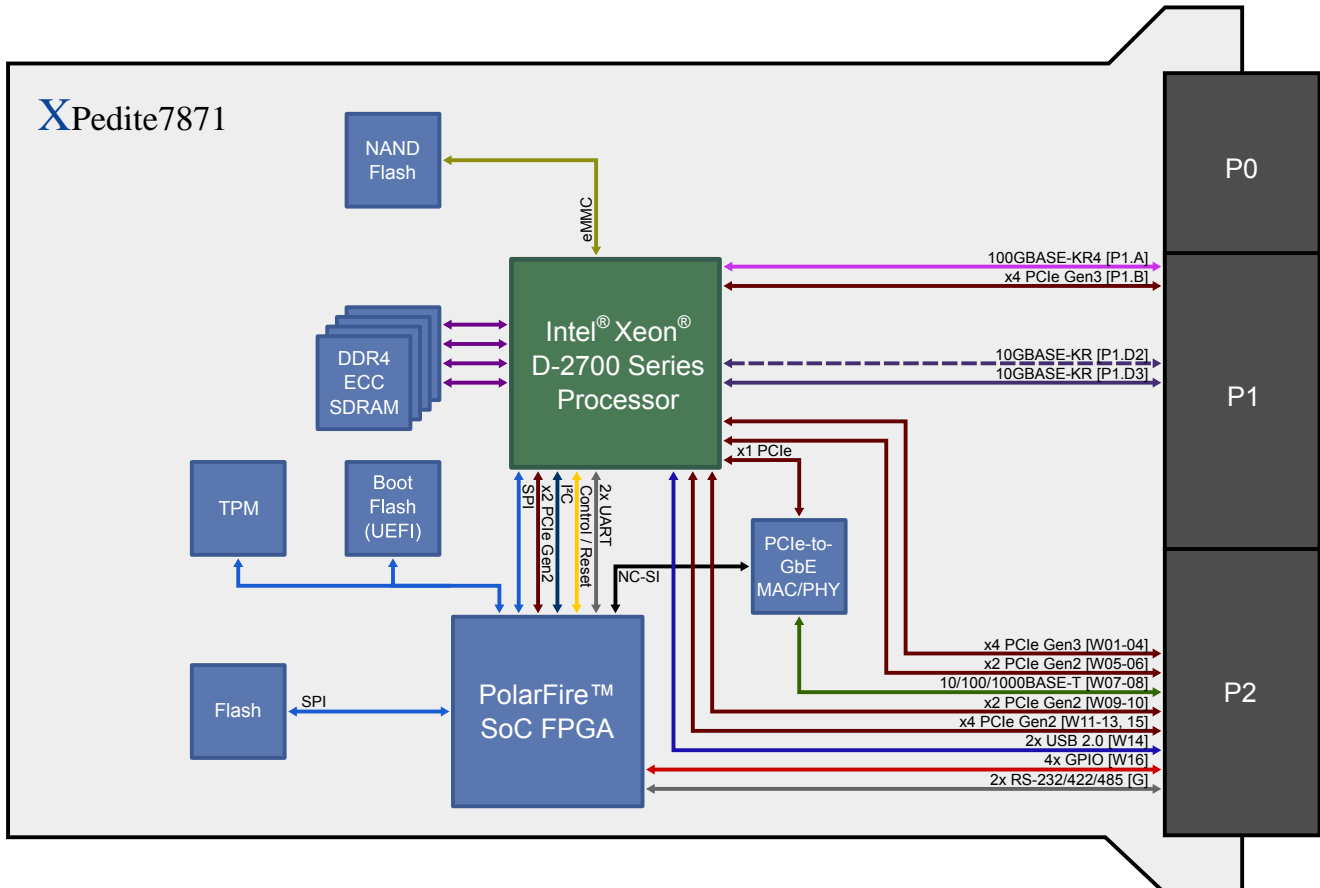 XPedite7871
NAND
Flash
eMMC
P0
100GBASE-KR4 [P1.A]
x4 PCIe Gen3 [P1.B]
Intel® Xeon®
D-2700 Series
Processor
DDR4
ECC
SDRAM
10GBASE-KR [P1.D2]
10GBASE-KR [P1.D3]
P1
x1 PCIe
TPM
Boot
Flash
(UEFI)
SPI
x2 PCIe Gen2
I²C
Control / Reset
2x UART
NC-SI
PCIe-to-
GbE
MAC/PHY
Flash
SPI
PolarFire™
SoC FPGA
x4 PCIe Gen3 [W01-04]
x2 PCIe Gen2 [W05-06]
10/100/1000BASE-T [W07-08]
x2 PCIe Gen2 [W09-10]
x4 PCIe Gen2 [W11-13, 15]
2x USB 2.0 [W14]
4x GPIO [W16]
2x RS-232/422/485 [G]
P2